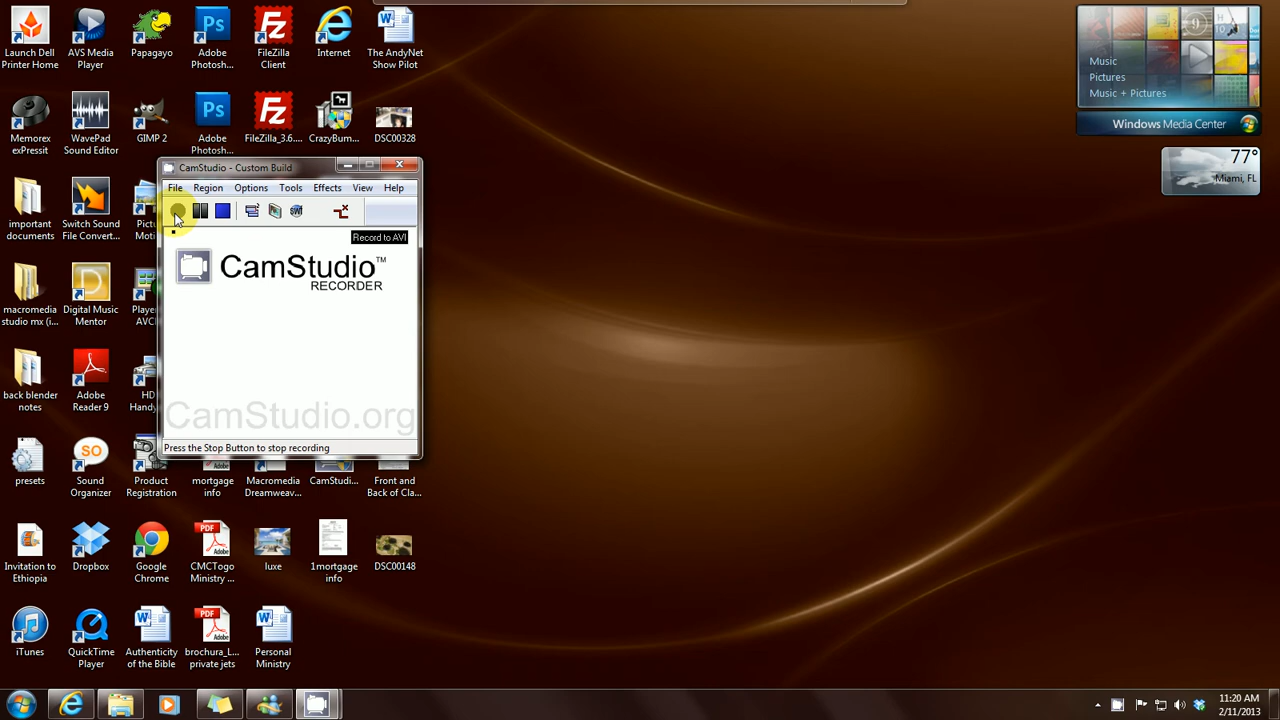 Launch Dell
Printer Home
AVS Media
Player
Papagayo
Adobe
Photosh...
FileZilla
Client
Internet
The AndyNet
Show Pilot
Memorex
exPressit
WavePad
Sound Editor
GIMP 2
Adobe
Photosh...
FileZilla_3.6....
CrazyBum...
DSC00328
important
documents
Switch Sound
File Convert...
CamStudio - Custom Build
File Region Options Tools Effects View Help
Record to AVI
CamStudio™
RECORDER
CamStudio.org
Press the Stop Button to stop recording
macromedia
studio mx (i...
Digital Music
Mentor
back blender
notes
Adobe
Reader 9
presets
Sound
Organizer
Product
Registration
mortgage
info
Macromedia
Dreamweav...
CamStudi...
Front and
Back of Cla...
Invitation to
Ethiopia
Dropbox
Google
Chrome
CMCTogo
Ministry ...
luxe
1mortgage
info
DSC00148
iTunes
QuickTime
Player
Authenticity
of the Bible
brochura_L...
private jets
Personal
Ministry
Music
Pictures
Music + Pictures
Windows Media Center
77°
Miami, FL
11:20 AM
2/11/2013